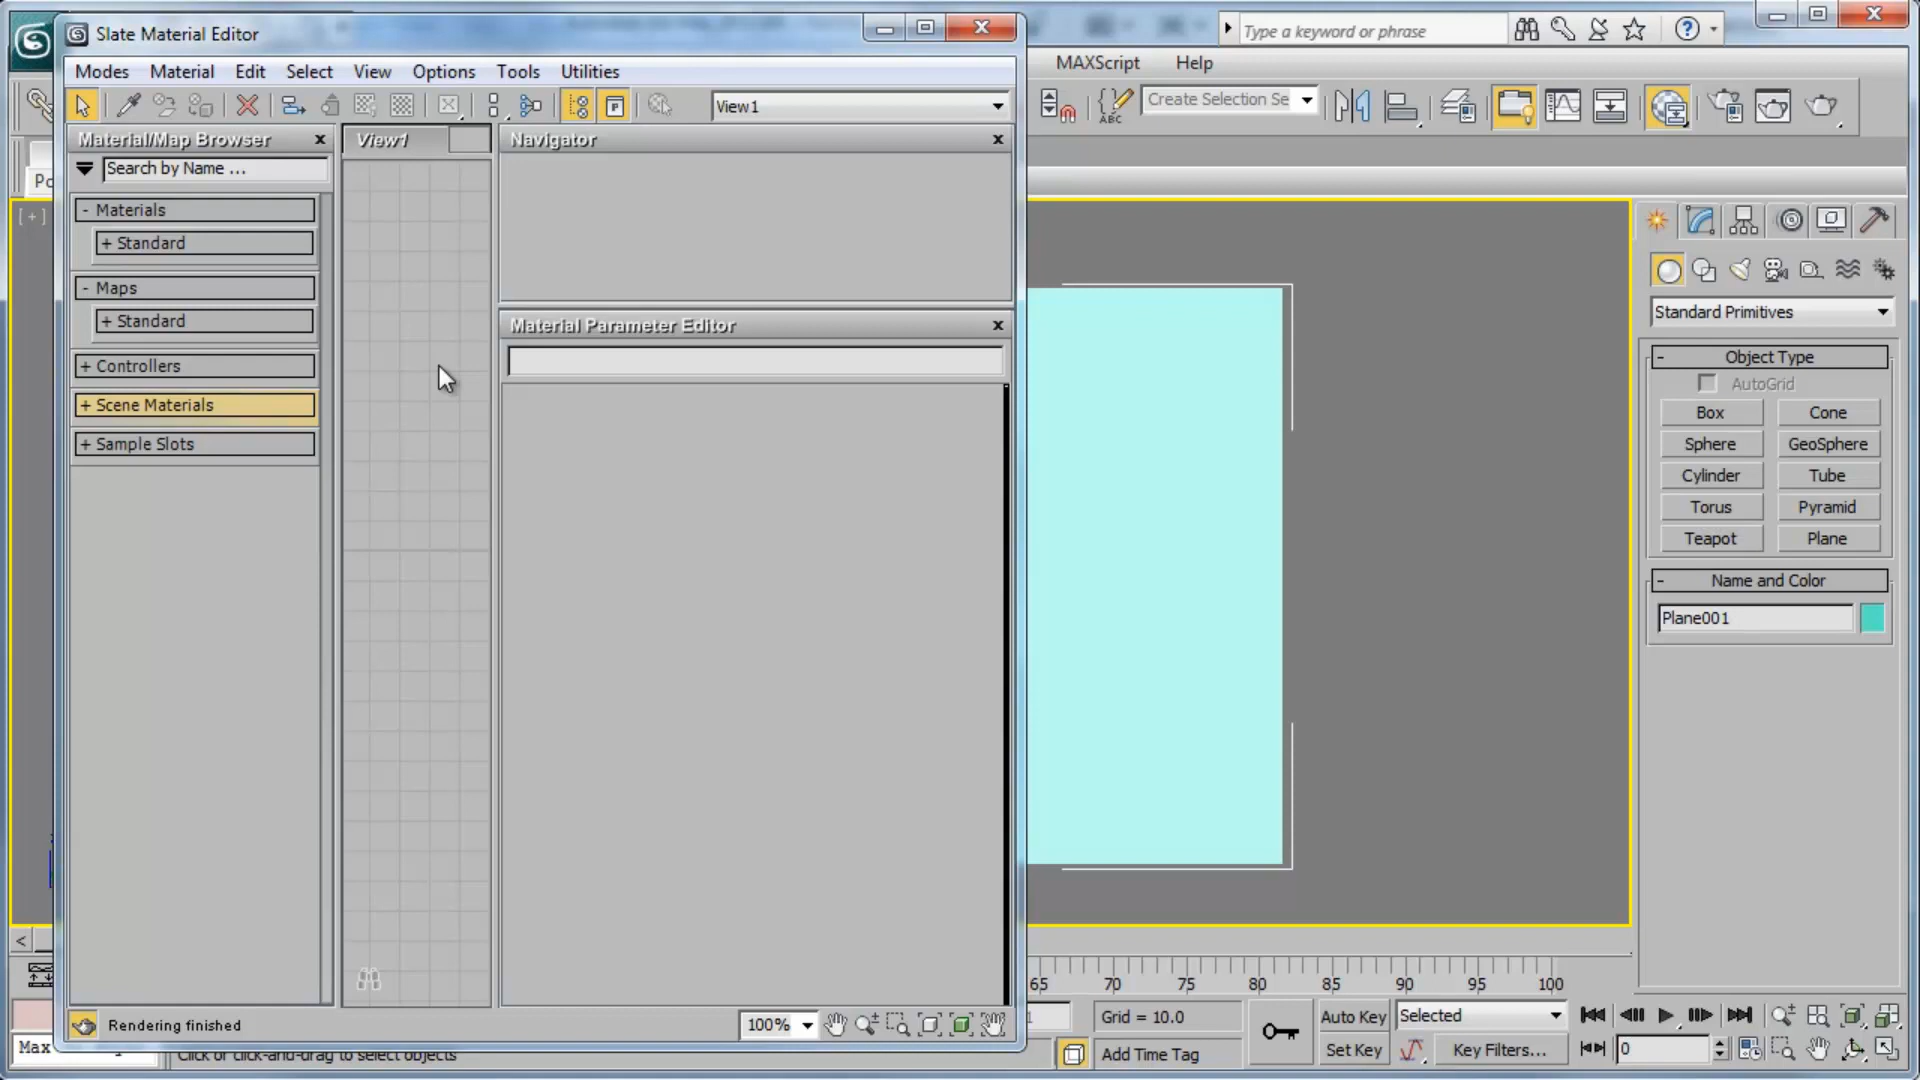 Slate Material Editor
Type a keyword or phrase
Modes Material Edit Select View Options Tools Utilities
MAXScript Help
View1
ABC
Create Selection Se
Material/Map Browser
View1
Navigator
Search by Name ...
[ + ]
- Materials
+ Standard
- Maps
+ Standard
+ Controllers
+ Scene Materials
+ Sample Slots
Material Parameter Editor
Standard Primitives
- Object Type
AutoGrid
Box Cone
Sphere GeoSphere
Cylinder Tube
Torus Pyramid
Teapot Plane
- Name and Color
Plane001
65 70 75 80 85 90 95 100
Rendering finished
100%
Grid = 10.0
Auto Key
Selected
Max
Click or click-and-drag to select objects
Add Time Tag
Set Key
Key Filters...
0